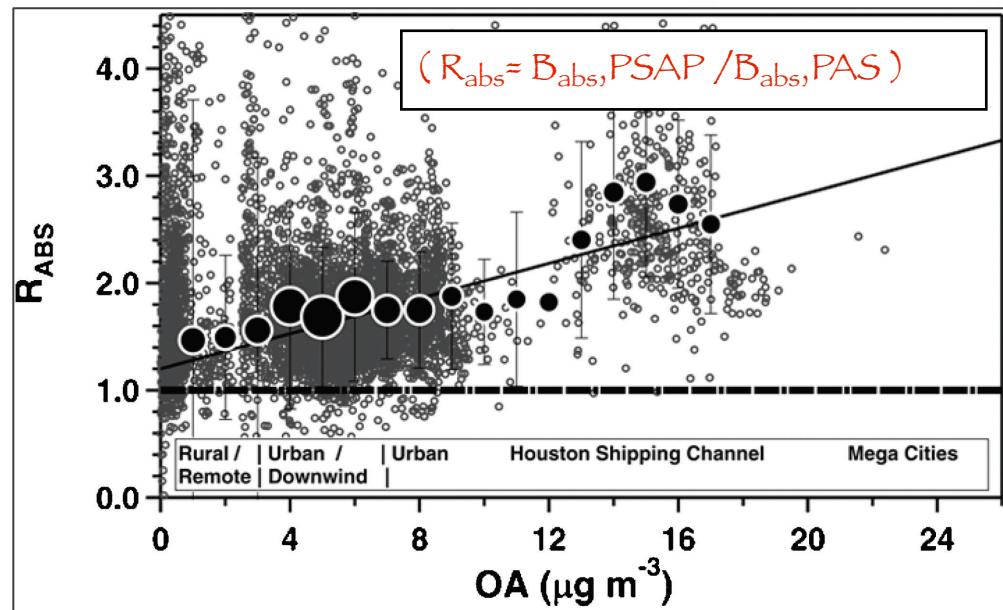 ( Rabs= Babs,PSAP /Babs,PAS )
4.0
3.0
2.0
1.0
0.0
RABS
Rural / | Urban / | Urban Houston Shipping Channel Mega Cities
Remote | Downwind |
0 4 8 12 16 20 24
OA (μg m-3)